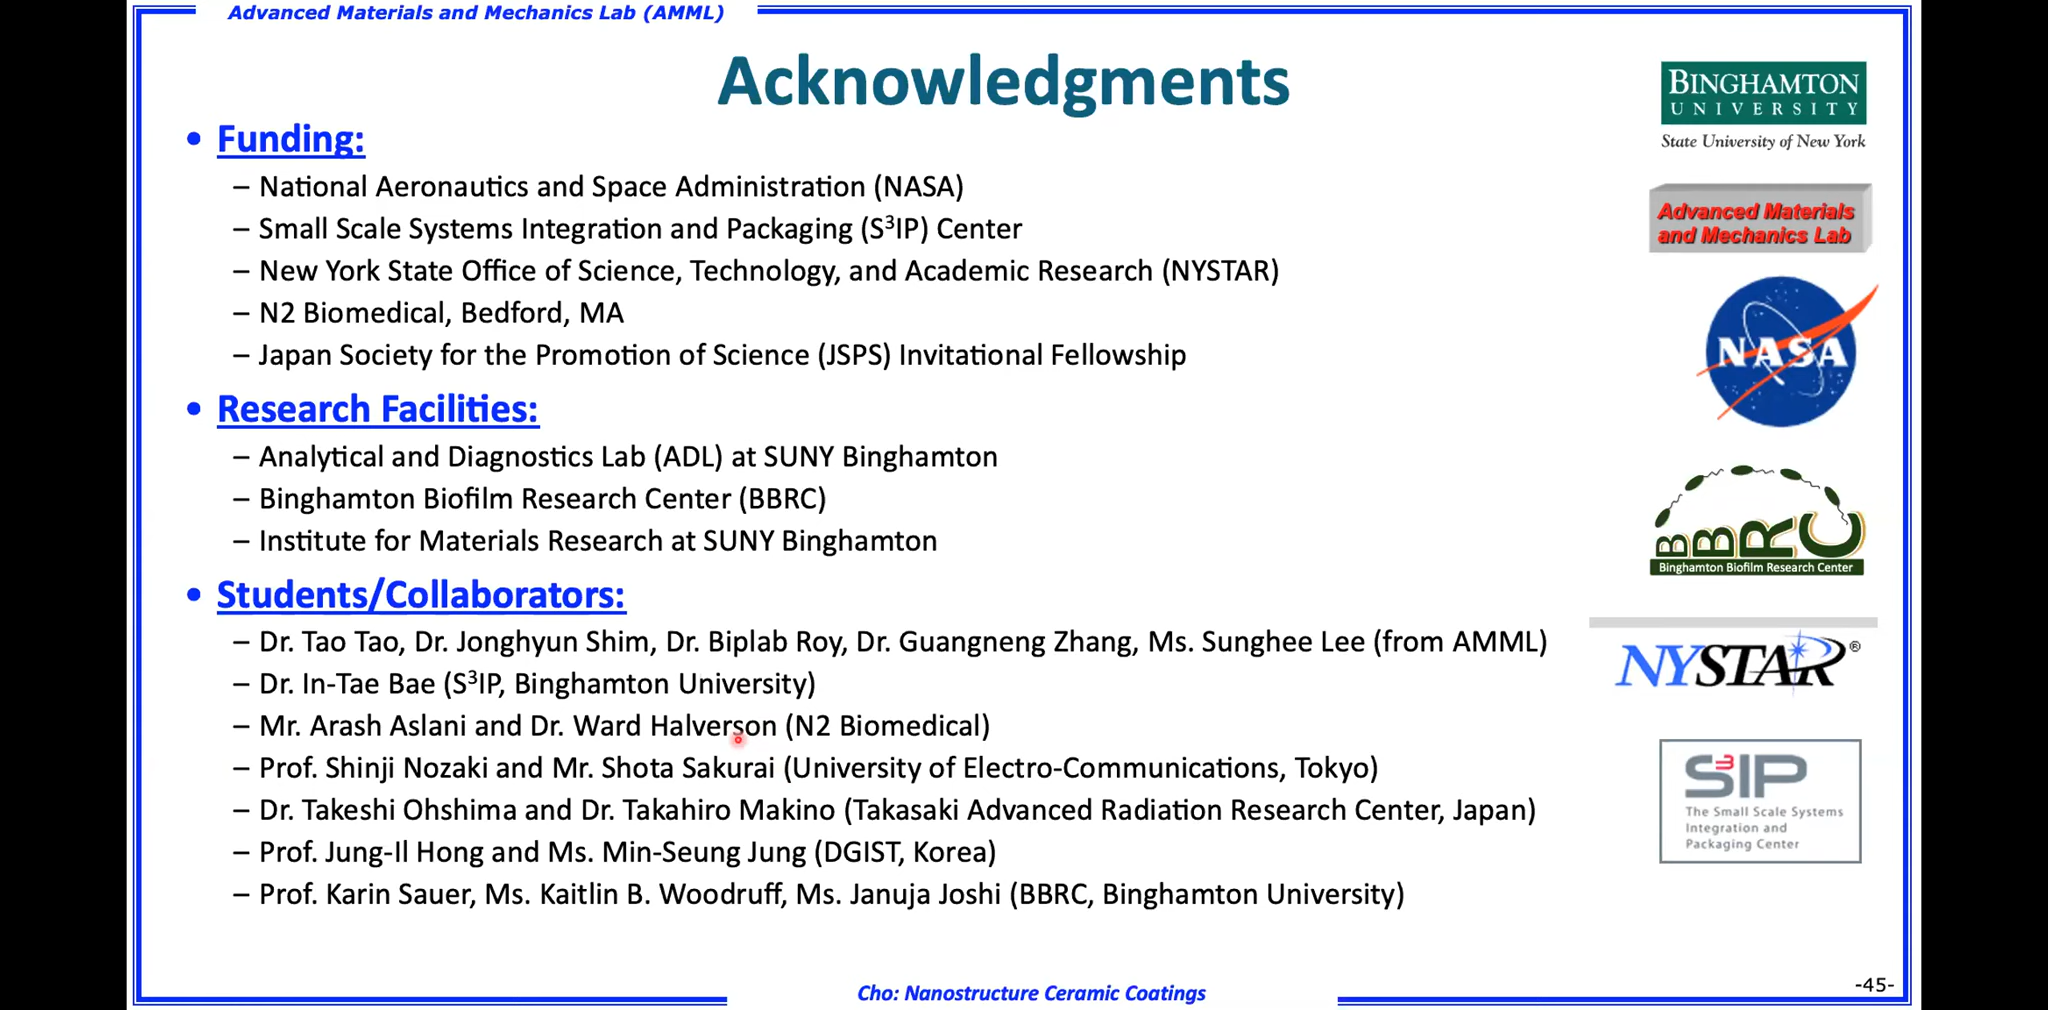 Advanced Materials and Mechanics Lab (AMML)
Acknowledgments
• Funding:
– National Aeronautics and Space Administration (NASA)
– Small Scale Systems Integration and Packaging (S³IP) Center
– New York State Office of Science, Technology, and Academic Research (NYSTAR)
– N2 Biomedical, Bedford, MA
– Japan Society for the Promotion of Science (JSPS) Invitational Fellowship
• Research Facilities:
– Analytical and Diagnostics Lab (ADL) at SUNY Binghamton
– Binghamton Biofilm Research Center (BBRC)
– Institute for Materials Research at SUNY Binghamton
• Students/Collaborators:
– Dr. Tao Tao, Dr. Jonghyun Shim, Dr. Biplab Roy, Dr. Guangneng Zhang, Ms. Sunghee Lee (from AMML)
– Dr. In-Tae Bae (S³IP, Binghamton University)
– Mr. Arash Aslani and Dr. Ward Halverson (N2 Biomedical)
– Prof. Shinji Nozaki and Mr. Shota Sakurai (University of Electro-Communications, Tokyo)
– Dr. Takeshi Ohshima and Dr. Takahiro Makino (Takasaki Advanced Radiation Research Center, Japan)
– Prof. Jung-Il Hong and Ms. Min-Seung Jung (DGIST, Korea)
– Prof. Karin Sauer, Ms. Kaitlin B. Woodruff, Ms. Januja Joshi (BBRC, Binghamton University)
BINGHAMTON
UNIVERSITY
State University of New York
Advanced Materials
and Mechanics Lab
NASA
BBRC
Binghamton Biofilm Research Center
NYSTAR®
S³IP
The Small Scale Systems
Integration and
Packaging Center
Cho: Nanostructure Ceramic Coatings
-45-